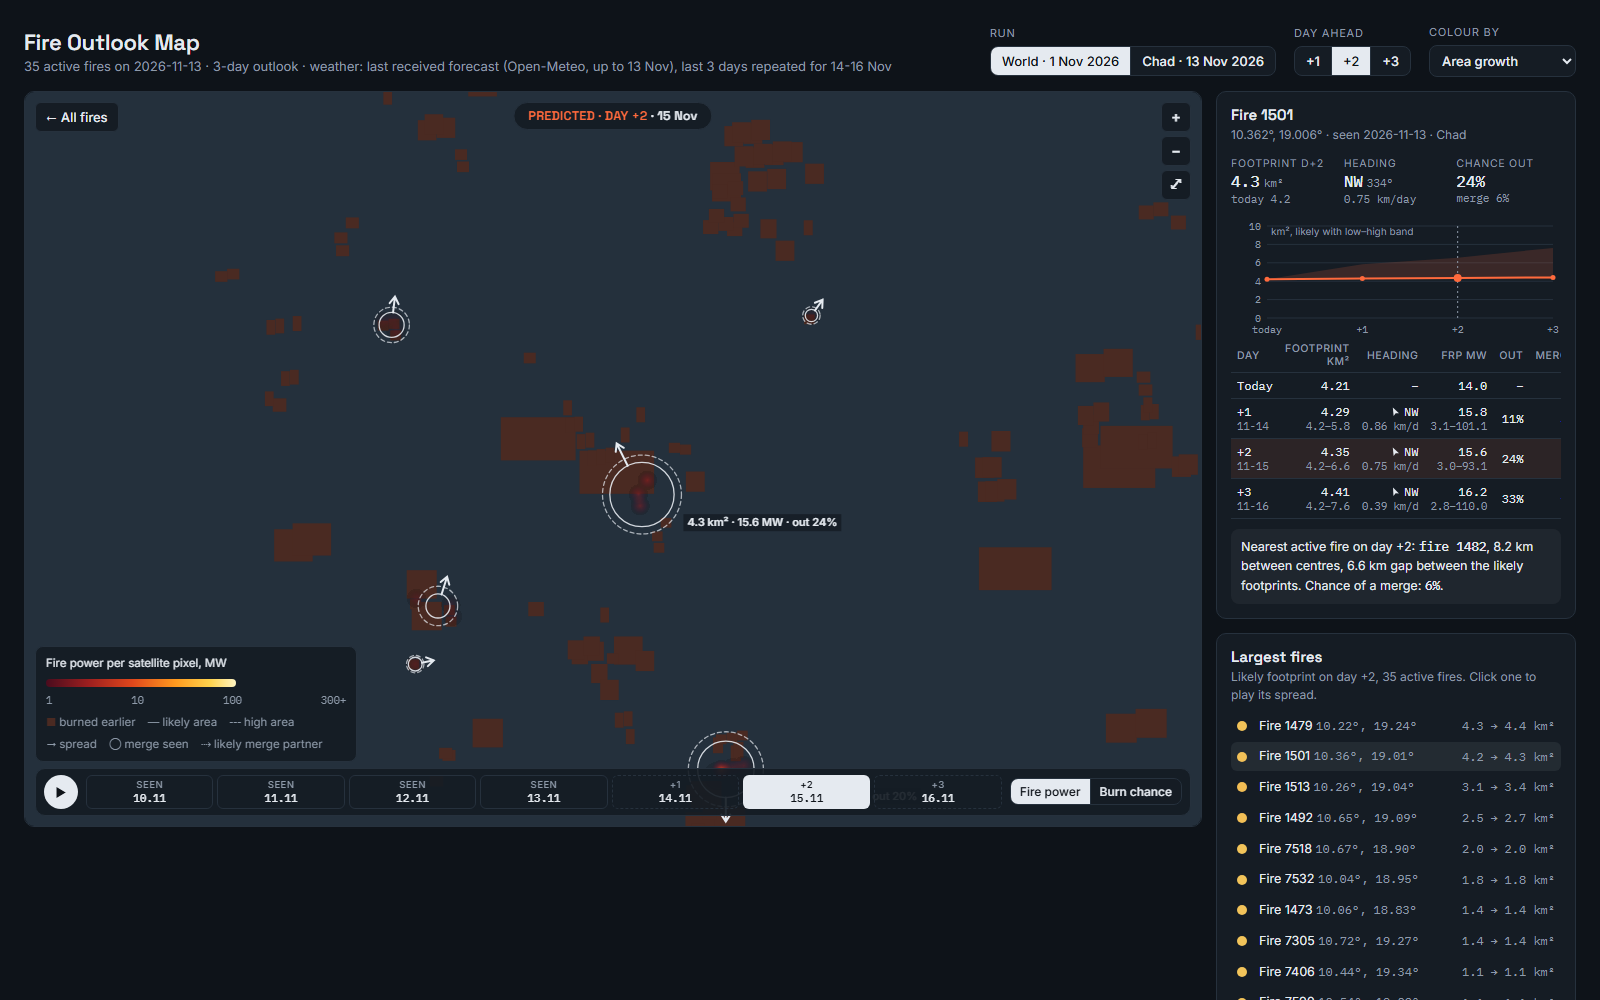 Fire Outlook Map
35 active fires on 2026-11-13 · 3-day outlook · weather: last received forecast (Open-Meteo, up to 13 Nov), last 3 days repeated for 14-16 Nov
RUN
World · 1 Nov 2026
Chad · 13 Nov 2026
DAY AHEAD
+1
+2
+3
COLOUR BY
Area growth
← All fires
PREDICTED · DAY +2 · 15 Nov
+
−
4.3 km² · 15.6 MW · out 24%
Fire power per satellite pixel, MW
1 10 100 300+
burned earlier — likely area --- high area
→ spread ◯ merge seen ⇢ likely merge partner
SEEN
10.11
SEEN
11.11
SEEN
12.11
SEEN
13.11
+1
14.11
+2
15.11
out 20%
+3
16.11
Fire power
Burn chance
Fire 1501
10.362°, 19.006° · seen 2026-11-13 · Chad
FOOTPRINT D+2
4.3 km²
today 4.2
HEADING
NW 334°
0.75 km/day
CHANCE OUT
24%
merge 6%
km², likely with low–high band
10
8
6
4
2
0
today +1 +2 +3
DAY FOOTPRINT KM² HEADING FRP MW OUT MERG
Today 4.21 – 14.0 –
+1 4.29 NW 15.8 11%
11-14 4.2–5.8 0.86 km/d 3.1–101.1
+2 4.35 NW 15.6 24%
11-15 4.2–6.6 0.75 km/d 3.0–93.1
+3 4.41 NW 16.2 33%
11-16 4.2–7.6 0.39 km/d 2.8–110.0
Nearest active fire on day +2: fire 1482, 8.2 km
between centres, 6.6 km gap between the likely
footprints. Chance of a merge: 6%.
Largest fires
Likely footprint on day +2, 35 active fires. Click one to
play its spread.
Fire 1479 10.22°, 19.24° 4.3 → 4.4 km²
Fire 1501 10.36°, 19.01° 4.2 → 4.3 km²
Fire 1513 10.26°, 19.04° 3.1 → 3.4 km²
Fire 1492 10.65°, 19.09° 2.5 → 2.7 km²
Fire 7518 10.67°, 18.90° 2.0 → 2.0 km²
Fire 7532 10.04°, 18.95° 1.8 → 1.8 km²
Fire 1473 10.06°, 18.83° 1.4 → 1.4 km²
Fire 7305 10.72°, 19.27° 1.4 → 1.4 km²
Fire 7406 10.44°, 19.34° 1.1 → 1.1 km²